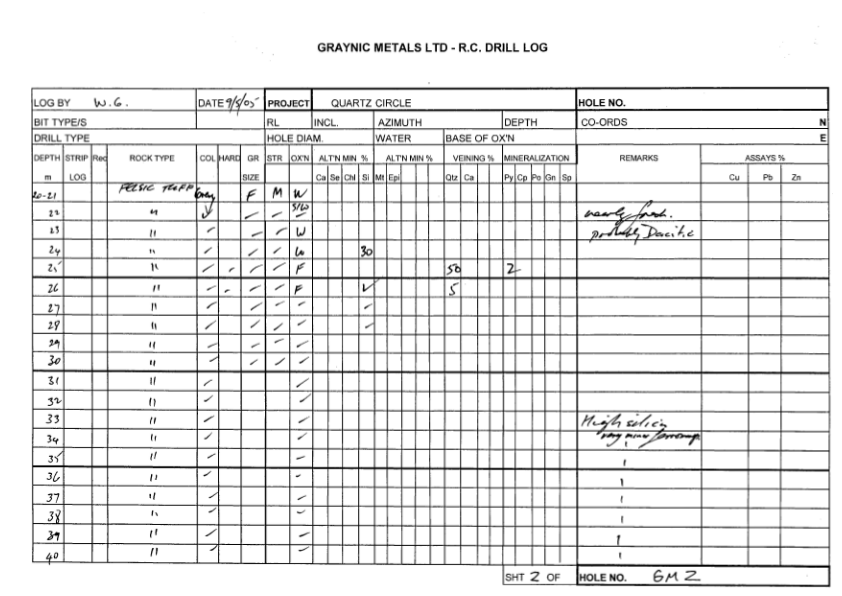 GRAYNIC METALS LTD - R.C. DRILL LOG
LOG BY W.G. DATE 9/5/05 PROJECT QUARTZ CIRCLE HOLE NO.
BIT TYPE/S RL INCL. AZIMUTH DEPTH CO-ORDS N
DRILL TYPE HOLE DIAM. WATER BASE OF OX'N E
DEPTH STRIP Rec ROCK TYPE COL HARD GR STR OX'N ALT'N MIN % ALT'N MIN % VEINING % MINERALIZATION REMARKS ASSAYS %
m LOG SIZE Ca Se Chl Si Mt Epi Qtz Ca Py Cp Po Gn Sp Cu Pb Zn
20-21 FELSIC TUFF Grey F M W
22 " S/W nearly fresh.
23 " W probably Dacitic
24 " W 30
25 " F 50 2
26 " F ✓ 5
27 "
28 "
29 "
30 "
31 "
32 "
33 " High silica
34 " very minor
35 " "
36 " "
37 " "
38 " "
39 " "
40 " "
SHT 2 OF HOLE NO. GM 2